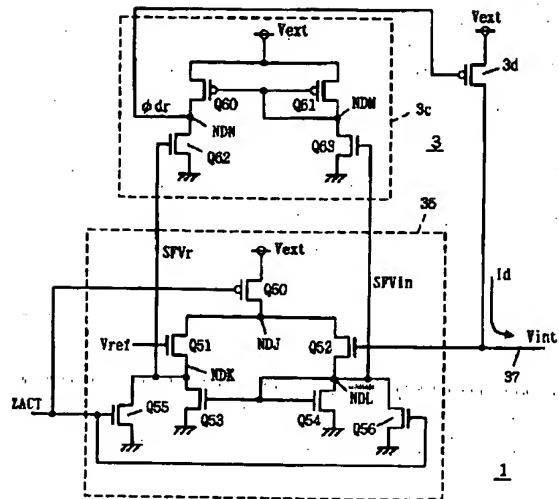 Vext
Vext
3d
Q60
Q61
φdr
NDN
NDM
3c
Q62
Q63
3
35
SFVr
Vext
SFVin
Id
Q50
Vint
Vref
Q51
NDJ
Q52
37
NDK
NDL
ZACT
Q55
Q53
Q54
Q56
1